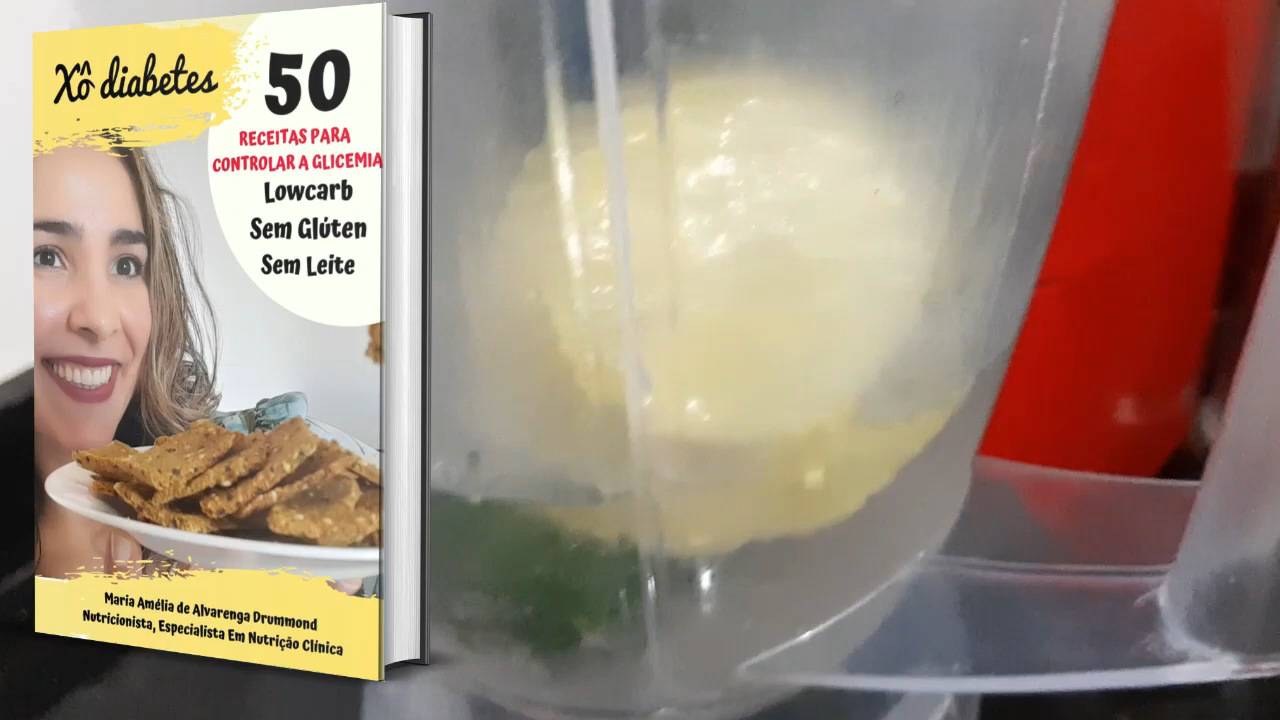 Xô diabetes
50
RECEITAS PARA
CONTROLAR A GLICEMIA
Lowcarb
Sem Glúten
Sem Leite
Maria Amélia de Alvarenga Drummond
Nutricionista, Especialista Em Nutrição Clínica